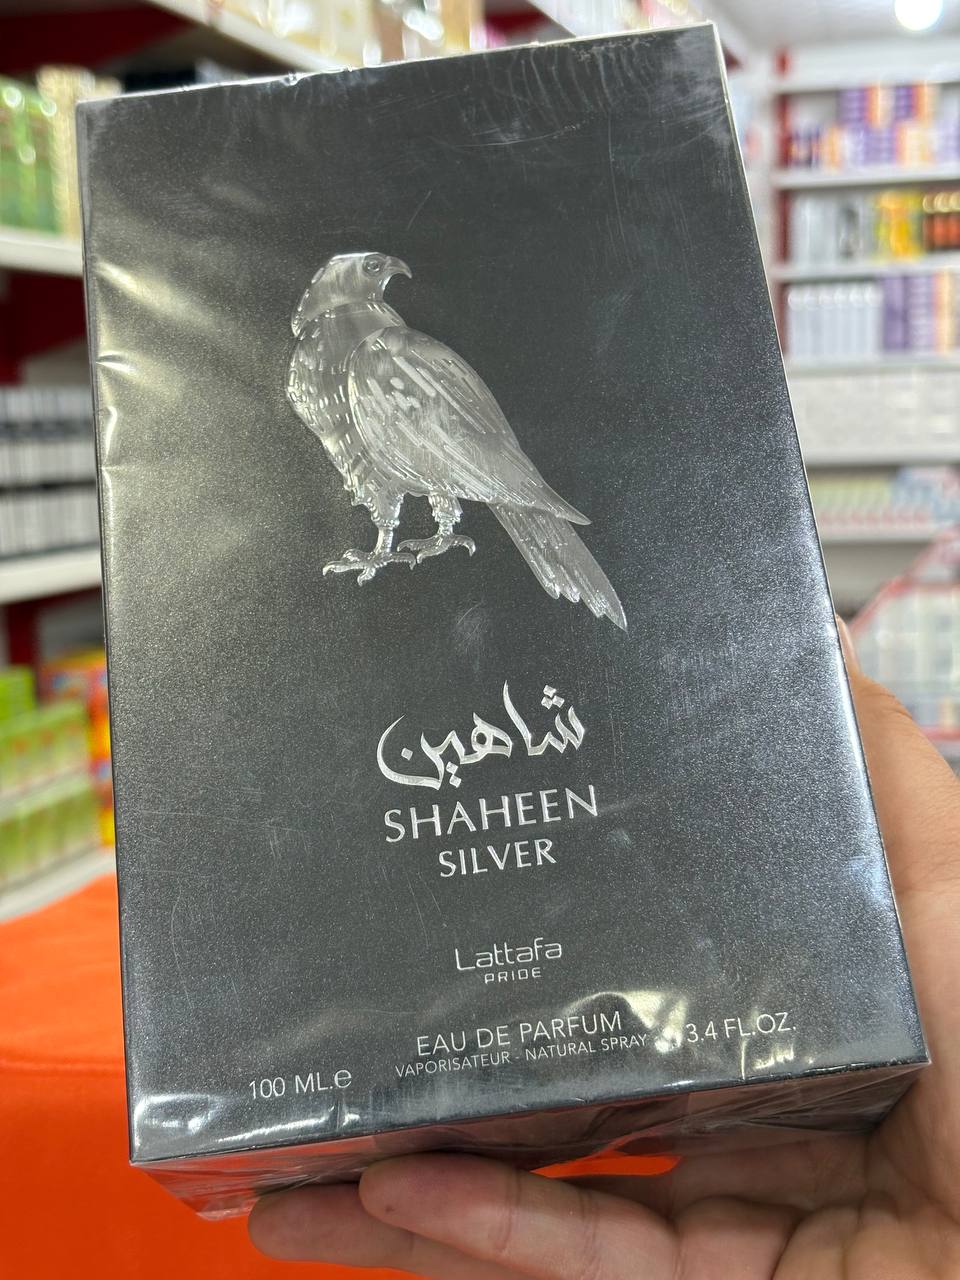 شاهين
SHAHEEN
SILVER
Lattafa
PRIDE
EAU DE PARFUM
VAPORISATEUR - NATURAL SPRAY
100 ML.e
3.4 FL.OZ.